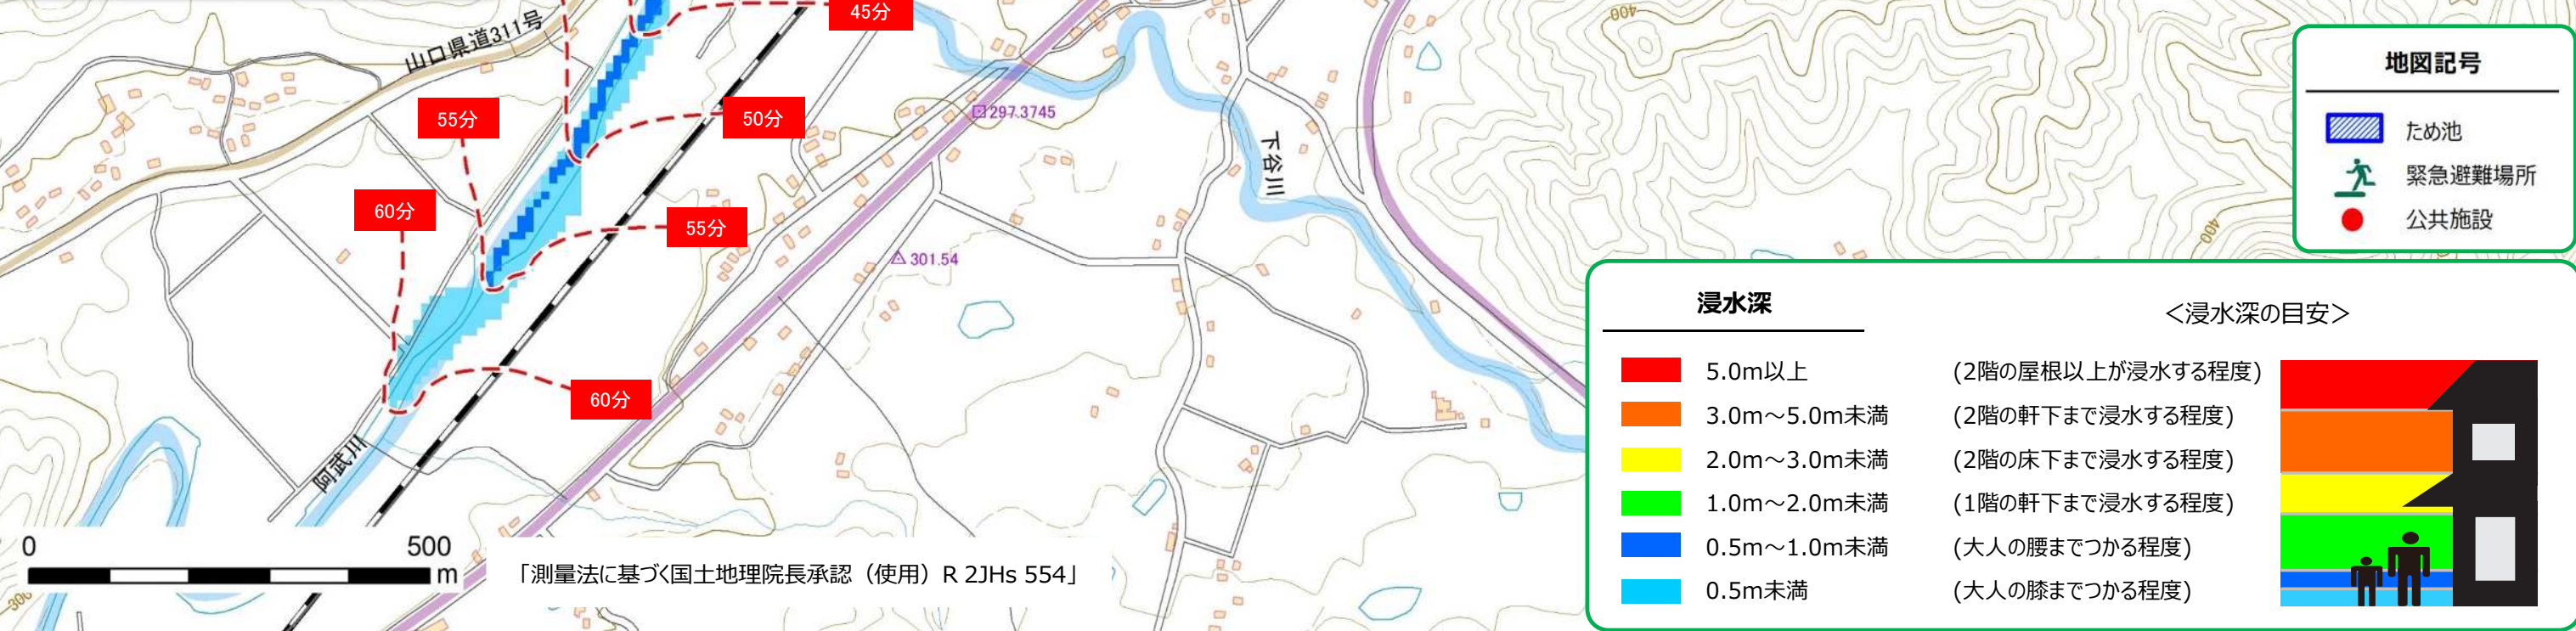 45分
山口県道311号
400
55分
50分
297.3745
下谷川
60分
55分
301.54
400
60分
阿武川
0 500
m
300
「測量法に基づく国土地理院長承認（使用）R 2JHs 554」
地図記号
ため池
緊急避難場所
公共施設
浸水深
＜浸水深の目安＞
5.0m以上 (2階の屋根以上が浸水する程度)
3.0m～5.0m未満 (2階の軒下まで浸水する程度)
2.0m～3.0m未満 (2階の床下まで浸水する程度)
1.0m～2.0m未満 (1階の軒下まで浸水する程度)
0.5m～1.0m未満 (大人の腰までつかる程度)
0.5m未満 (大人の膝までつかる程度)